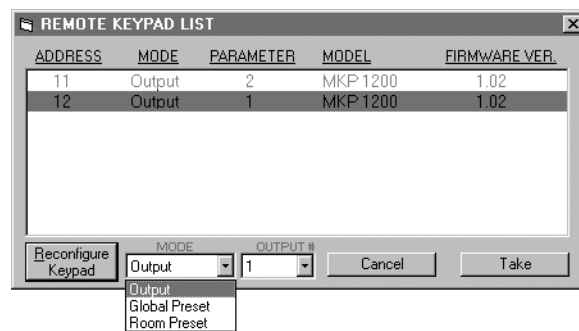 REMOTE KEYPAD LIST
ADDRESS MODE PARAMETER MODEL FIRMWARE VER.
11 Output 2 MKP 1200 1.02
12 Output 1 MKP 1200 1.02
MODE OUTPUT #
Reconfigure Keypad Output 1 Cancel Take
Output
Global Preset
Room Preset